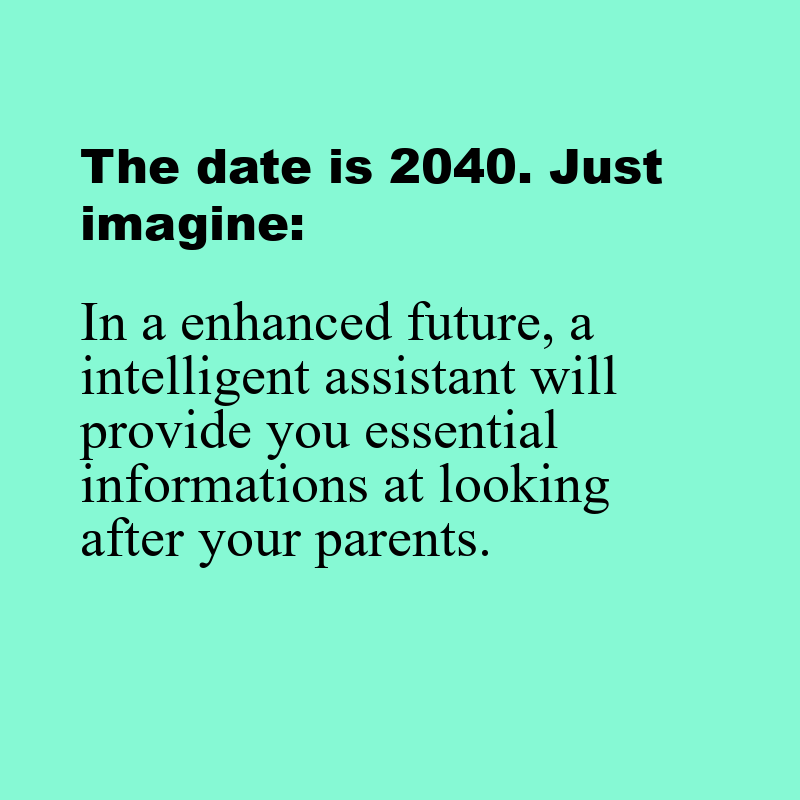 The date is 2040. Just
imagine:
In a enhanced future, a
intelligent assistant will
provide you essential
informations at looking
after your parents.